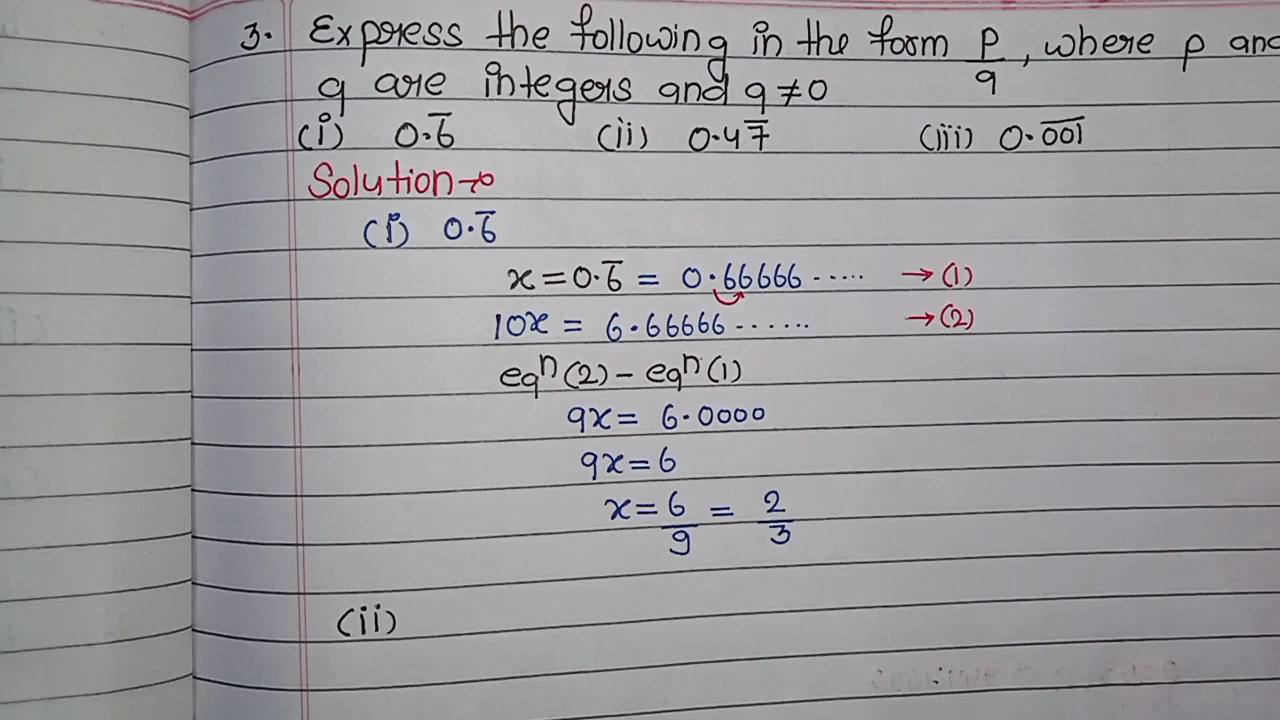 3. Express the following in the form p/q, where p and
q are integers and q ≠ 0
(i) 0.6̅ (ii) 0.47̅ (iii) 0.0̅0̅1̅
Solution→
(i) 0.6̅
x = 0.6̅ = 0.66666..... → (1)
10x = 6.66666...... → (2)
eqⁿ(2) - eqⁿ(1)
9x = 6.0000
9x = 6
x = 6/9 = 2/3
(ii)